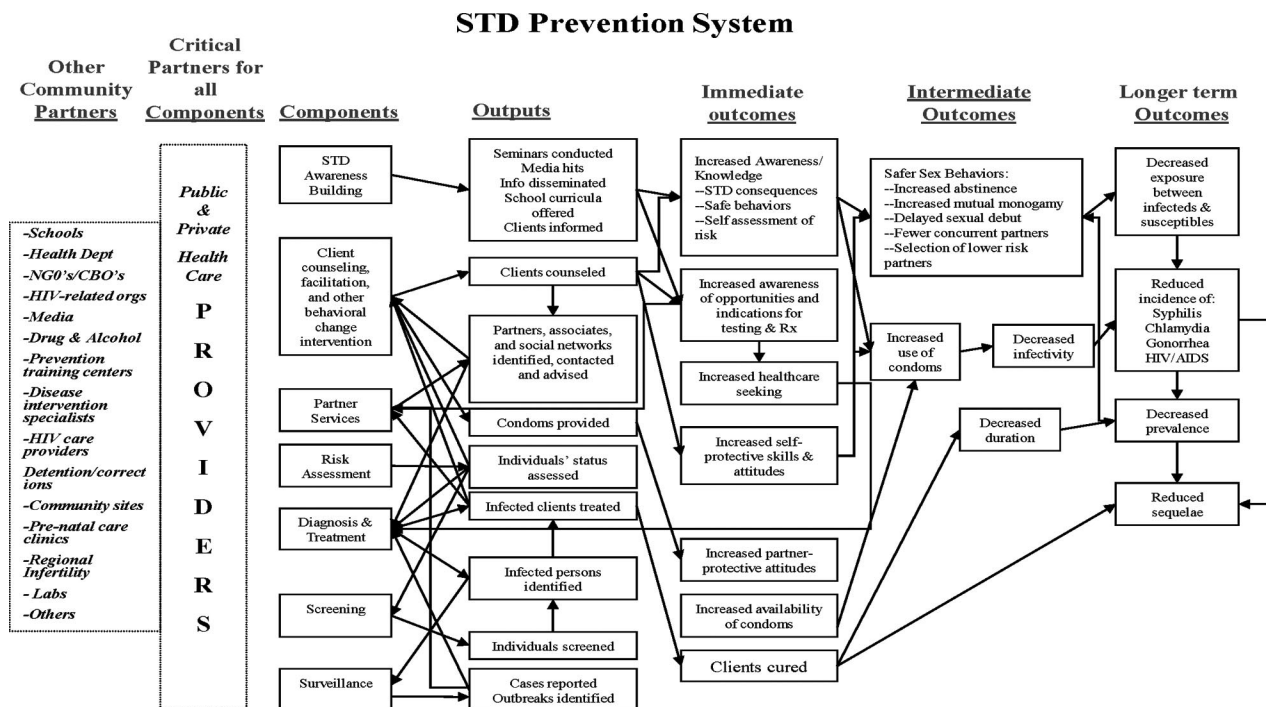 STD Prevention System
Other
Community
Partners
Critical
Partners for
all
Components
Components
Outputs
Immediate
outcomes
Intermediate
Outcomes
Longer term
Outcomes
-Schools
-Health Dept
-NG0's/CBO's
-HIV-related orgs
-Media
-Drug & Alcohol
-Prevention
training centers
-Disease
intervention
specialists
-HIV care
providers
Detention/correct
ions
-Community sites
-Pre-natal care
clinics
-Regional
Infertility
- Labs
-Others
Public
&
Private
Health
Care
P
R
O
V
I
D
E
R
S
STD
Awareness
Building
Client
counseling,
facilitation,
and other
behavioral
change
intervention
Partner
Services
Risk
Assessment
Diagnosis &
Treatment
Screening
Surveillance
Seminars conducted
Media hits
Info disseminated
School curricula
offered
Clients informed
Clients counseled
Partners, associates,
and social networks
identified, contacted
and advised
Condoms provided
Individuals' status
assessed
Infected clients treated
Infected persons
identified
Individuals screened
Cases reported
Outbreaks identified
Increased Awareness/
Knowledge
--STD consequences
--Safe behaviors
--Self assessment of
risk
Increased awareness
of opportunities and
indications for
testing & Rx
Increased healthcare
seeking
Increased self-
protective skills &
attitudes
Increased partner-
protective attitudes
Increased availability
of condoms
Clients cured
Safer Sex Behaviors:
--Increased abstinence
--Increased mutual monogamy
--Delayed sexual debut
--Fewer concurrent partners
--Selection of lower risk
partners
Increased
use of
condoms
Decreased
infectivity
Decreased
duration
Decreased
exposure
between
infecteds &
susceptibles
Reduced
incidence of:
Syphilis
Chlamydia
Gonorrhea
HIV/AIDS
Decreased
prevalence
Reduced
sequelae